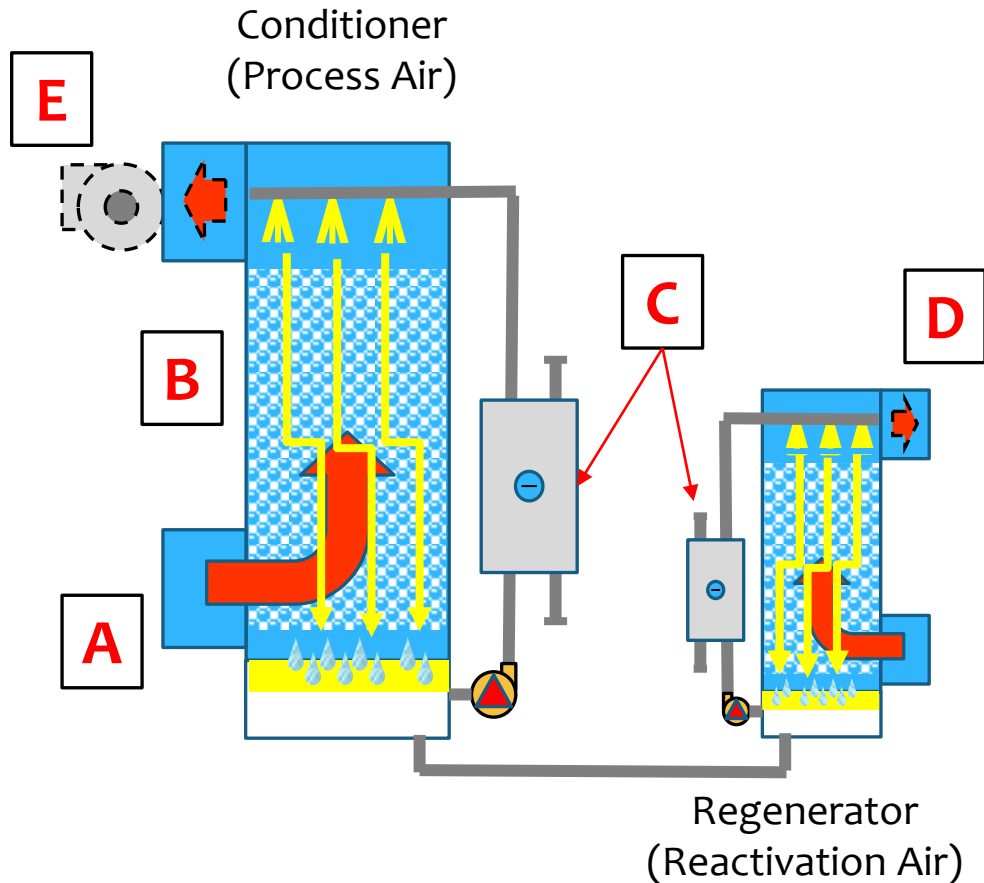 Conditioner
(Process Air)
E
C
D
B
A
Regenerator
(Reactivation Air)